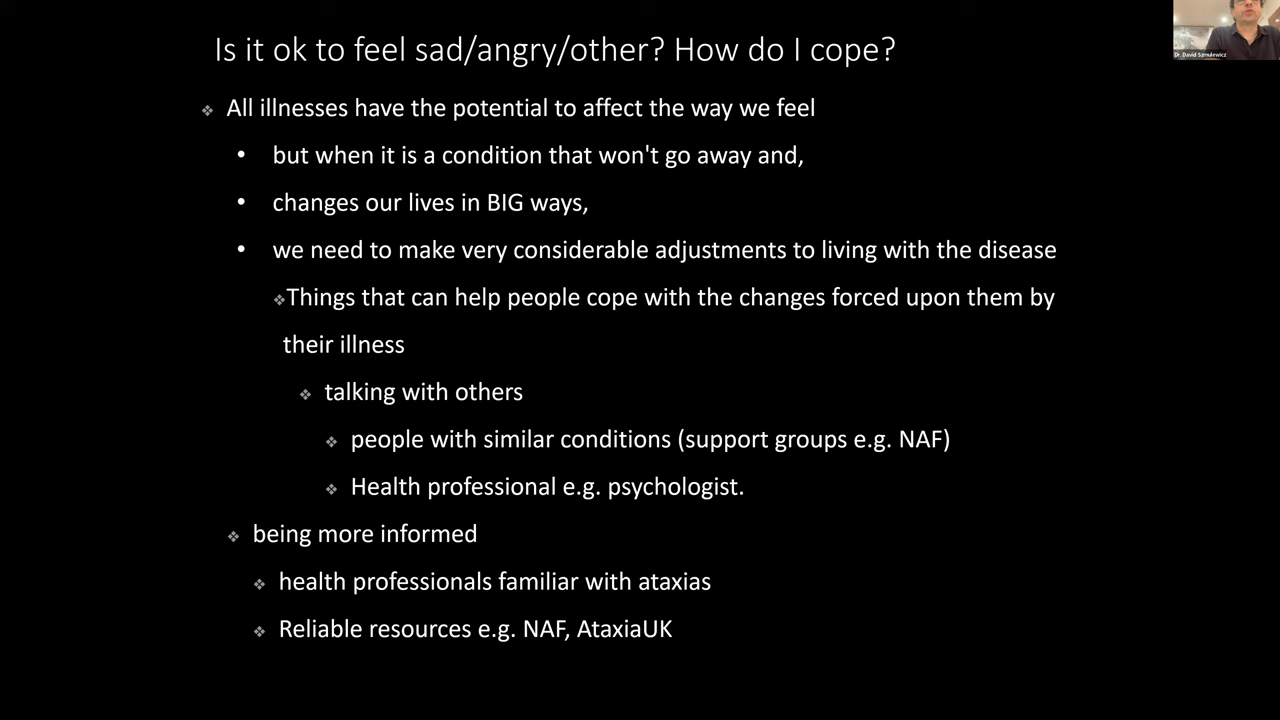 Is it ok to feel sad/angry/other? How do I cope?
Dr. David Szmulewicz
All illnesses have the potential to affect the way we feel
but when it is a condition that won't go away and,
changes our lives in BIG ways,
we need to make very considerable adjustments to living with the disease
Things that can help people cope with the changes forced upon them by
their illness
talking with others
people with similar conditions (support groups e.g. NAF)
Health professional e.g. psychologist.
being more informed
health professionals familiar with ataxias
Reliable resources e.g. NAF, AtaxiaUK